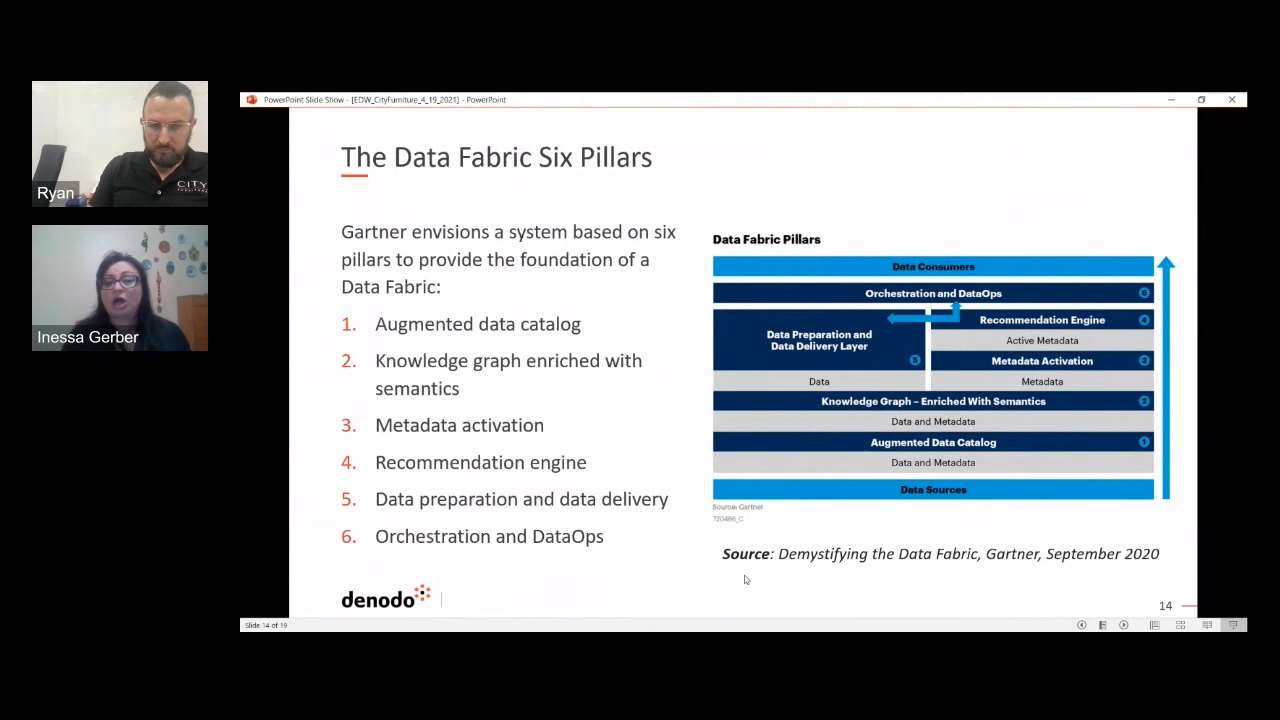 Ryan
CITY
Inessa Gerber
PowerPoint Slide Show - [EDW_CityFurniture_4_19_2021] - PowerPoint
The Data Fabric Six Pillars
Gartner envisions a system based on six
pillars to provide the foundation of a
Data Fabric:
1. Augmented data catalog
2. Knowledge graph enriched with
semantics
3. Metadata activation
4. Recommendation engine
5. Data preparation and data delivery
6. Orchestration and DataOps
Data Fabric Pillars
Data Consumers
Orchestration and DataOps 6
Data Preparation and
Data Delivery Layer
5
Data
Recommendation Engine 4
Active Metadata
Metadata Activation 3
Metadata
Knowledge Graph – Enriched With Semantics 2
Data and Metadata
Augmented Data Catalog 1
Data and Metadata
Data Sources
Source: Gartner
720486_C
Source: Demystifying the Data Fabric, Gartner, September 2020
denodo
14
Slide 14 of 19